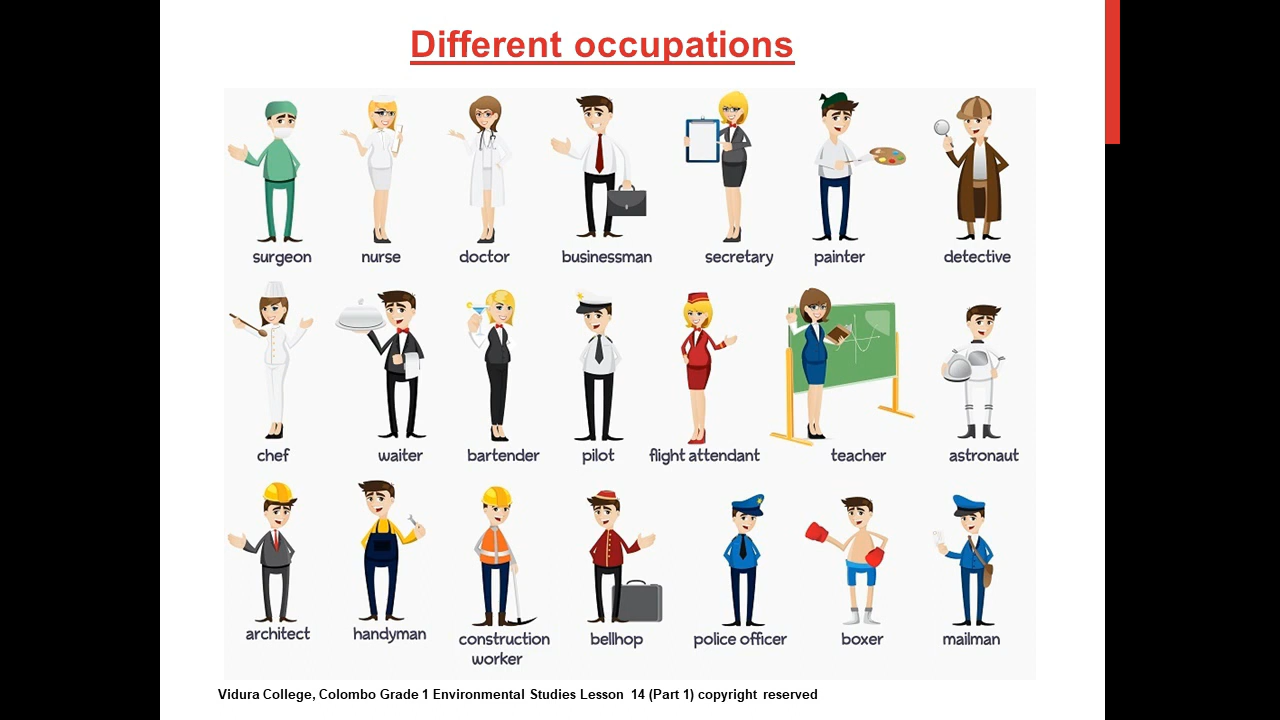 Different occupations
surgeon nurse doctor businessman secretary painter detective
chef waiter bartender pilot flight attendant teacher astronaut
architect handyman construction worker bellhop police officer boxer mailman
Vidura College, Colombo Grade 1 Environmental Studies Lesson 14 (Part 1) copyright reserved